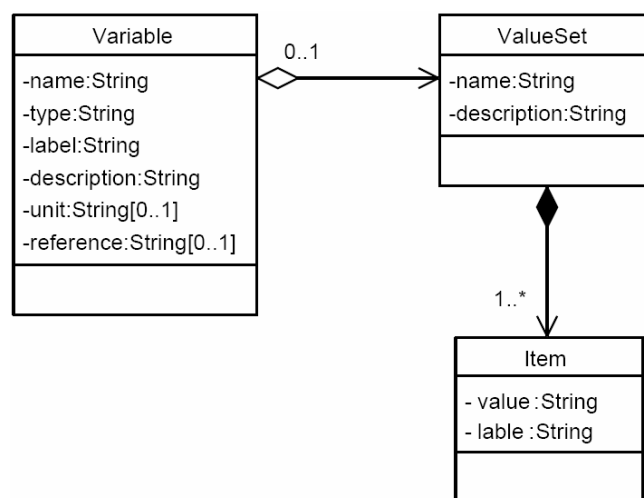 Variable
-name:String
-type:String
-label:String
-description:String
-unit:String[0..1]
-reference:String[0..1]
0..1
ValueSet
-name:String
-description:String
1..*
Item
- value :String
- lable :String